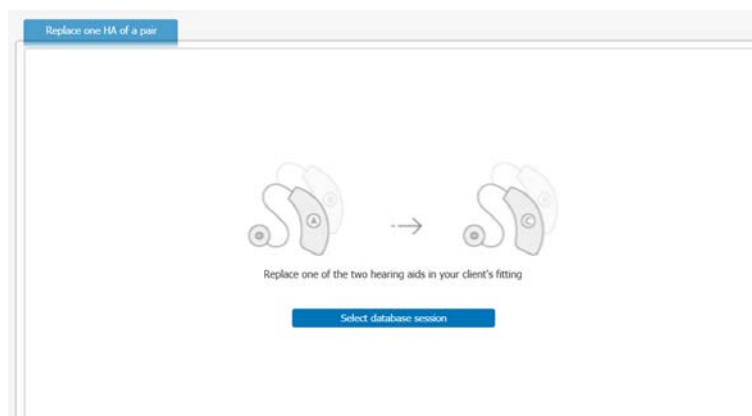 Replace one HA of a pair
A
C
Replace one of the two hearing aids in your client's fitting
Select database session